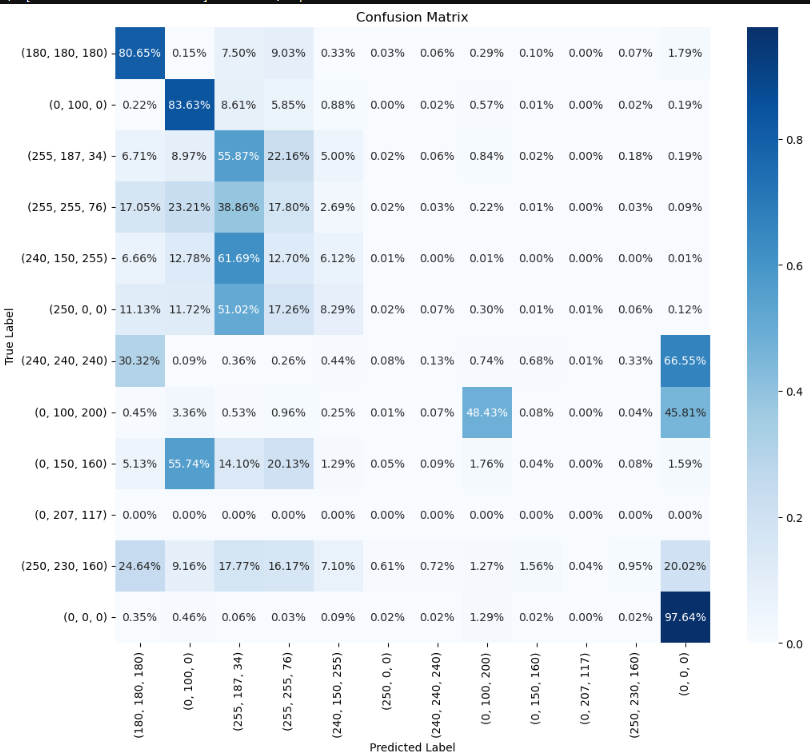 Confusion Matrix
(180, 180, 180) 80.65% 0.15% 7.50% 9.03% 0.33% 0.03% 0.06% 0.29% 0.10% 0.00% 0.07% 1.79%
(0, 100, 0) 0.22% 83.63% 8.61% 5.85% 0.88% 0.00% 0.02% 0.57% 0.01% 0.00% 0.02% 0.19%
0.8
(255, 187, 34) 6.71% 8.97% 55.87% 22.16% 5.00% 0.02% 0.06% 0.84% 0.02% 0.00% 0.18% 0.19%
(255, 255, 76) 17.05% 23.21% 38.86% 17.80% 2.69% 0.02% 0.03% 0.22% 0.01% 0.00% 0.03% 0.09%
(240, 150, 255) 6.66% 12.78% 61.69% 12.70% 6.12% 0.01% 0.00% 0.01% 0.00% 0.00% 0.00% 0.01%
0.6
(250, 0, 0) 11.13% 11.72% 51.02% 17.26% 8.29% 0.02% 0.07% 0.30% 0.01% 0.01% 0.06% 0.12%
True Label
(240, 240, 240) 30.32% 0.09% 0.36% 0.26% 0.44% 0.08% 0.13% 0.74% 0.68% 0.01% 0.33% 66.55%
0.4
(0, 100, 200) 0.45% 3.36% 0.53% 0.96% 0.25% 0.01% 0.07% 48.43% 0.08% 0.00% 0.04% 45.81%
(0, 150, 160) 5.13% 55.74% 14.10% 20.13% 1.29% 0.05% 0.09% 1.76% 0.04% 0.00% 0.08% 1.59%
(0, 207, 117) 0.00% 0.00% 0.00% 0.00% 0.00% 0.00% 0.00% 0.00% 0.00% 0.00% 0.00% 0.00%
0.2
(250, 230, 160) 24.64% 9.16% 17.77% 16.17% 7.10% 0.61% 0.72% 1.27% 1.56% 0.04% 0.95% 20.02%
(0, 0, 0) 0.35% 0.46% 0.06% 0.03% 0.09% 0.02% 0.02% 1.29% 0.02% 0.00% 0.02% 97.64%
0.0
(180, 180, 180)
(0, 100, 0)
(255, 187, 34)
(255, 255, 76)
(240, 150, 255)
(250, 0, 0)
(240, 240, 240)
(0, 100, 200)
(0, 150, 160)
(0, 207, 117)
(250, 230, 160)
(0, 0, 0)
Predicted Label